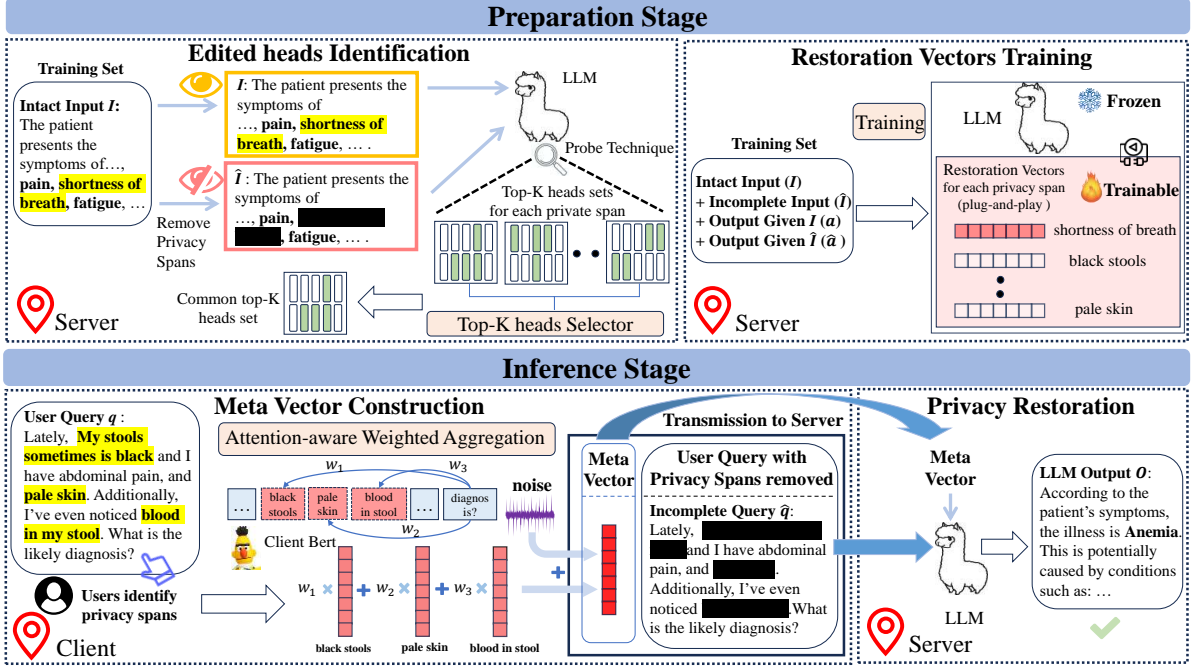 Preparation Stage
Edited heads Identification
Training Set
Intact Input I:
The patient
presents the
symptoms of…,
pain, shortness of
breath, fatigue, …
Remove
Privacy
Spans
I: The patient presents the
symptoms of
…, pain, shortness of
breath, fatigue, … .
Î : The patient presents the
symptoms of
…, pain,
, fatigue, … .
LLM
Probe Technique
Top-K heads sets
for each private span
Common top-K
heads set
Top-K heads Selector
Server
Restoration Vectors Training
Training
Training Set
Intact Input (I)
+ Incomplete Input (Î)
+ Output Given I (a)
+ Output Given Î (â )
LLM
Frozen
Restoration Vectors
for each privacy span
(plug-and-play )
Trainable
shortness of breath
black stools
pale skin
Server
Inference Stage
Meta Vector Construction
User Query q :
Lately, My stools
sometimes is black and I
have abdominal pain, and
pale skin. Additionally,
I've even noticed blood
in my stool. What is the
likely diagnosis?
Users identify
privacy spans
Client
Attention-aware Weighted Aggregation
w1
w3
...
black
stools
pale
skin
blood
in stool
...
diagnos
is?
w2
Client Bert
noise
w1 × + w2 × + w3 ×
+
black stools
pale skin
blood in stool
Transmission to Server
Meta
Vector
User Query with
Privacy Spans removed
Incomplete Query q̂:
Lately,
and I have abdominal
pain, and .
Additionally, I've even
noticed .What
is the likely diagnosis?
Privacy Restoration
Meta
Vector
LLM
LLM Output O:
According to the
patient's symptoms,
the illness is Anemia.
This is potentially
caused by conditions
such as: …
Server